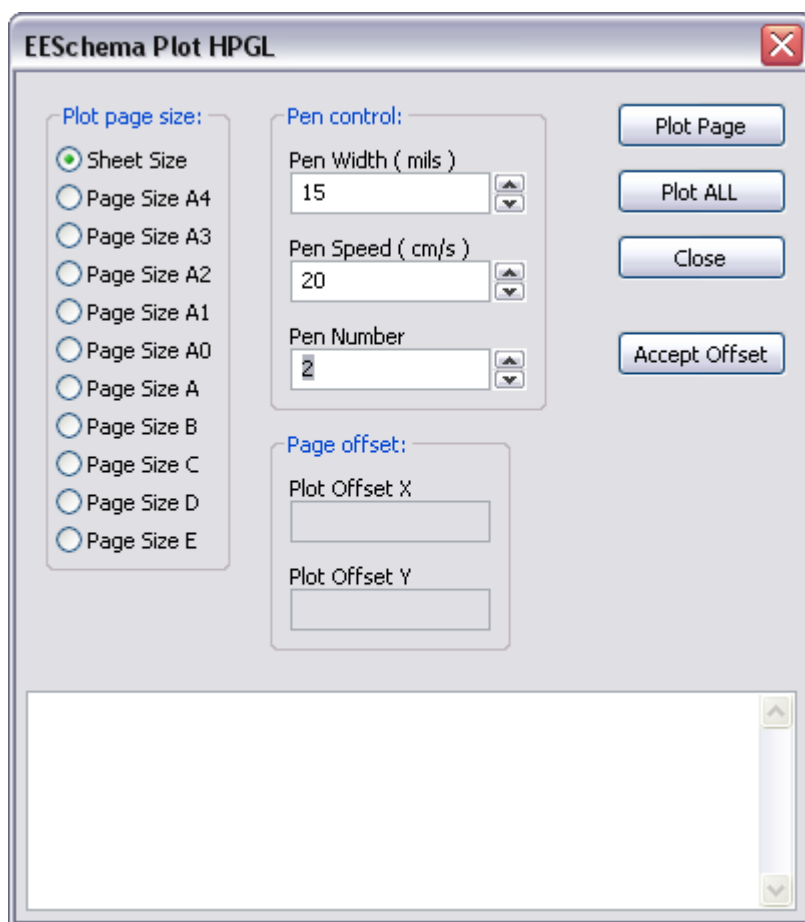 EESchema Plot HPGL
Plot page size:
Sheet Size
Page Size A4
Page Size A3
Page Size A2
Page Size A1
Page Size A0
Page Size A
Page Size B
Page Size C
Page Size D
Page Size E
Pen control:
Pen Width ( mils )
15
Pen Speed ( cm/s )
20
Pen Number
2
Page offset:
Plot Offset X
Plot Offset Y
Plot Page
Plot ALL
Close
Accept Offset